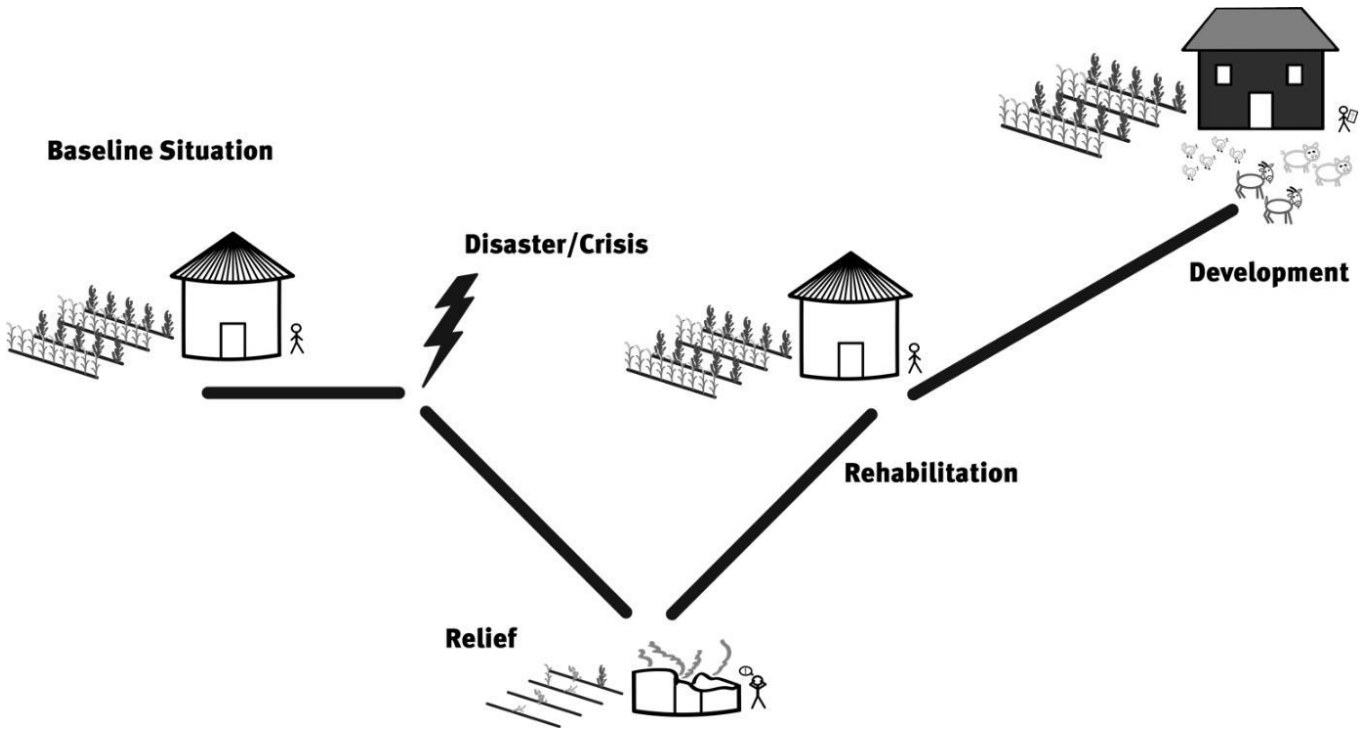 Baseline Situation
Disaster/Crisis
Development
Rehabilitation
Relief